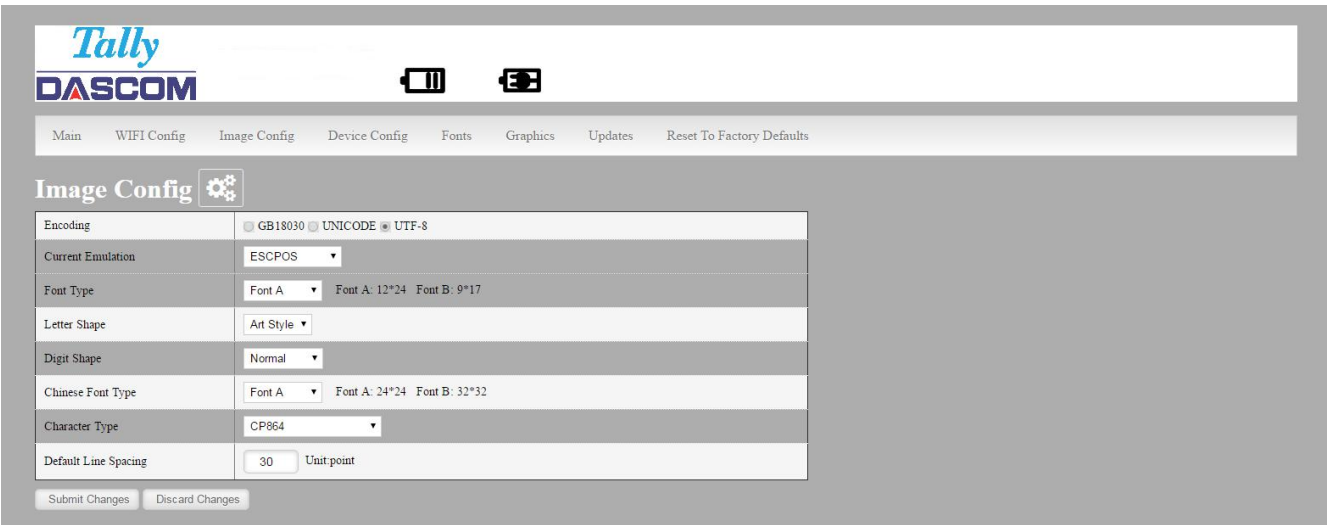 Tally
DASCOM
Main WIFI Config Image Config Device Config Fonts Graphics Updates Reset To Factory Defaults
Image Config
Encoding GB18030 UNICODE UTF-8
Current Emulation ESCPOS
Font Type Font A Font A: 12*24 Font B: 9*17
Letter Shape Art Style
Digit Shape Normal
Chinese Font Type Font A Font A: 24*24 Font B: 32*32
Character Type CP864
Default Line Spacing 30 Unit:point
Submit Changes Discard Changes